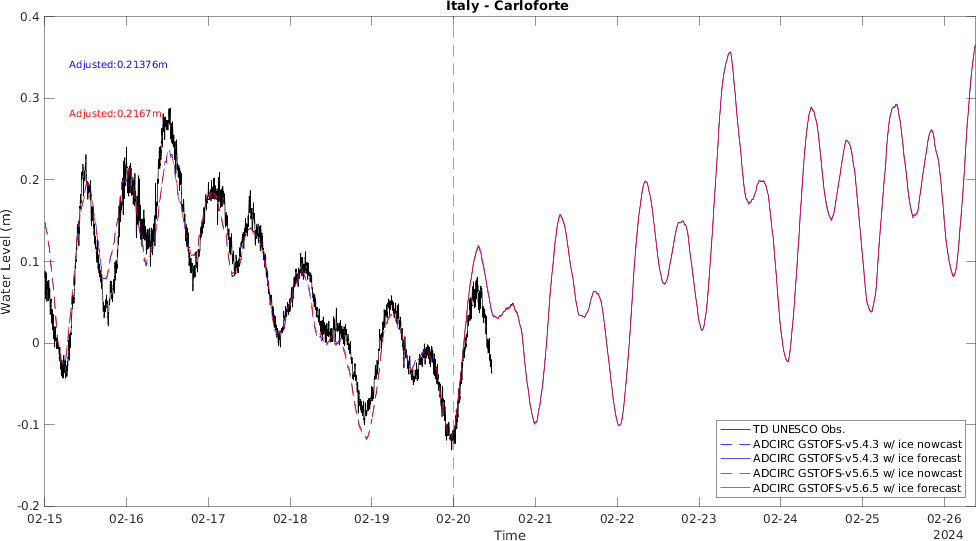 Italy - Carloforte
0.4
0.3
0.2
0.1
0
-0.1
-0.2
Water Level (m)
Adjusted:0.21376m
Adjusted:0.2167m
TD UNESCO Obs.
ADCIRC GSTOFS-v5.4.3 w/ ice nowcast
ADCIRC GSTOFS-v5.4.3 w/ ice forecast
ADCIRC GSTOFS-v5.6.5 w/ ice nowcast
ADCIRC GSTOFS-v5.6.5 w/ ice forecast
02-15 02-16 02-17 02-18 02-19 02-20 02-21 02-22 02-23 02-24 02-25 02-26
Time
2024